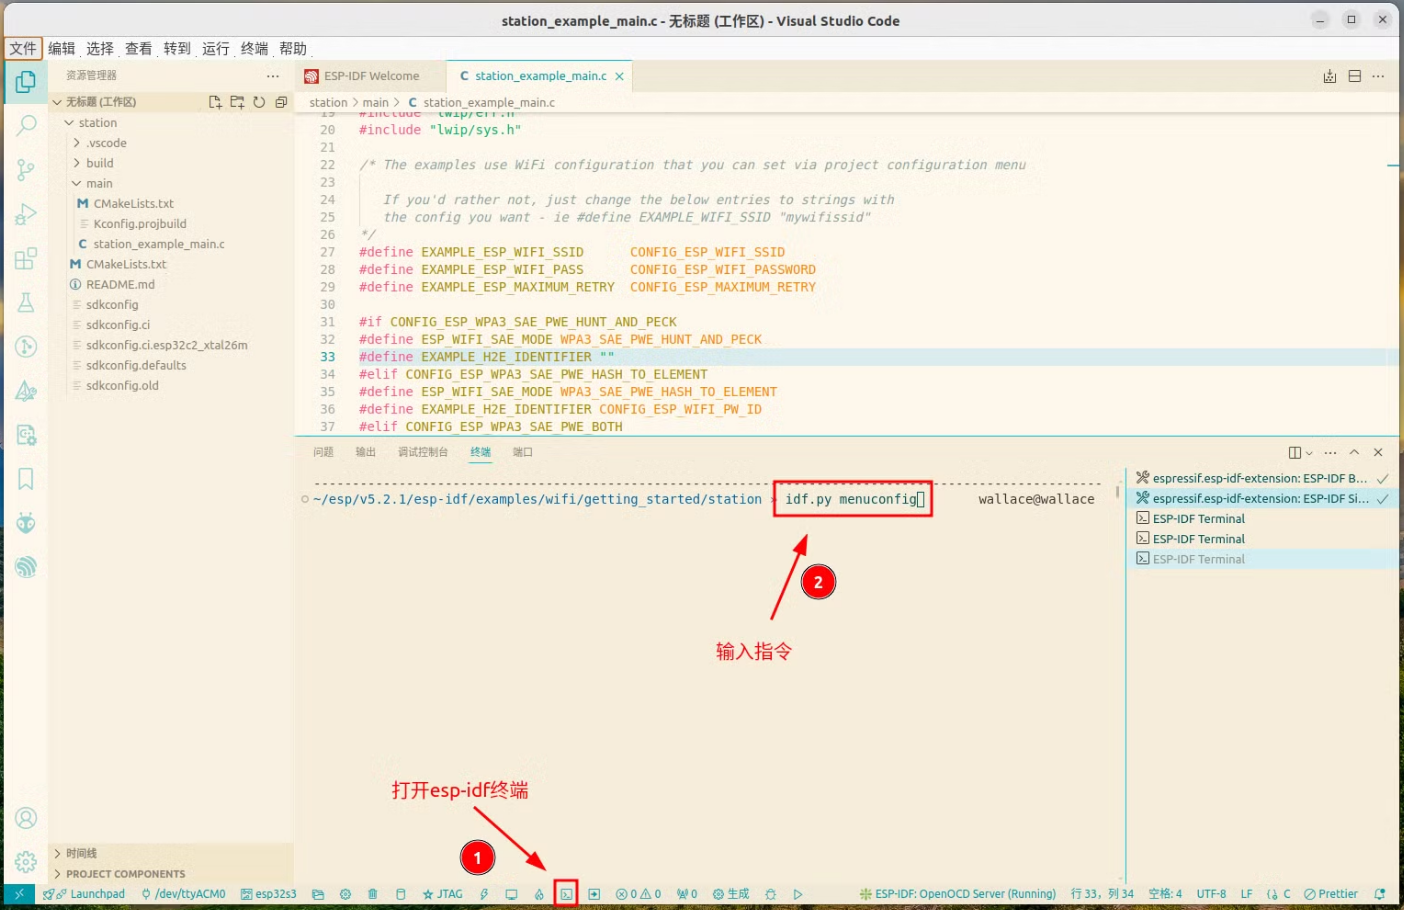 station_example_main.c - 无标题 (工作区) - Visual Studio Code
文件 编辑 选择 查看 转到 运行 终端 帮助
资源管理器
无标题 (工作区)
station
.vscode
build
main
CMakeLists.txt
Kconfig.projbuild
station_example_main.c
CMakeLists.txt
README.md
sdkconfig
sdkconfig.ci
sdkconfig.ci.esp32c2_xtal26m
sdkconfig.defaults
sdkconfig.old
时间线
PROJECT COMPONENTS
ESP-IDF Welcome
C station_example_main.c
station > main > C station_example_main.c
19 #include "lwip/err.h"
20 #include "lwip/sys.h"
21
22 /* The examples use WiFi configuration that you can set via project configuration menu
23
24 If you'd rather not, just change the below entries to strings with
25 the config you want - ie #define EXAMPLE_WIFI_SSID "mywifissid"
26 */
27 #define EXAMPLE_ESP_WIFI_SSID CONFIG_ESP_WIFI_SSID
28 #define EXAMPLE_ESP_WIFI_PASS CONFIG_ESP_WIFI_PASSWORD
29 #define EXAMPLE_ESP_MAXIMUM_RETRY CONFIG_ESP_MAXIMUM_RETRY
30
31 #if CONFIG_ESP_WPA3_SAE_PWE_HUNT_AND_PECK
32 #define ESP_WIFI_SAE_MODE WPA3_SAE_PWE_HUNT_AND_PECK
33 #define EXAMPLE_H2E_IDENTIFIER ""
34 #elif CONFIG_ESP_WPA3_SAE_PWE_HASH_TO_ELEMENT
35 #define ESP_WIFI_SAE_MODE WPA3_SAE_PWE_HASH_TO_ELEMENT
36 #define EXAMPLE_H2E_IDENTIFIER CONFIG_ESP_WIFI_PW_ID
37 #elif CONFIG_ESP_WPA3_SAE_PWE_BOTH
问题 输出 调试控制台 终端 端口
~/esp/v5.2.1/esp-idf/examples/wifi/getting_started/station » idf.py menuconfig wallace@wallace
espressif.esp-idf-extension: ESP-IDF B...
espressif.esp-idf-extension: ESP-IDF Si...
ESP-IDF Terminal
ESP-IDF Terminal
ESP-IDF Terminal
2
输入指令
打开esp-idf终端
1
Launchpad /dev/ttyACM0 esp32s3 JTAG 0 0 0 生成 ESP-IDF: OpenOCD Server (Running) 行 33，列 34 空格: 4 UTF-8 LF C Prettier